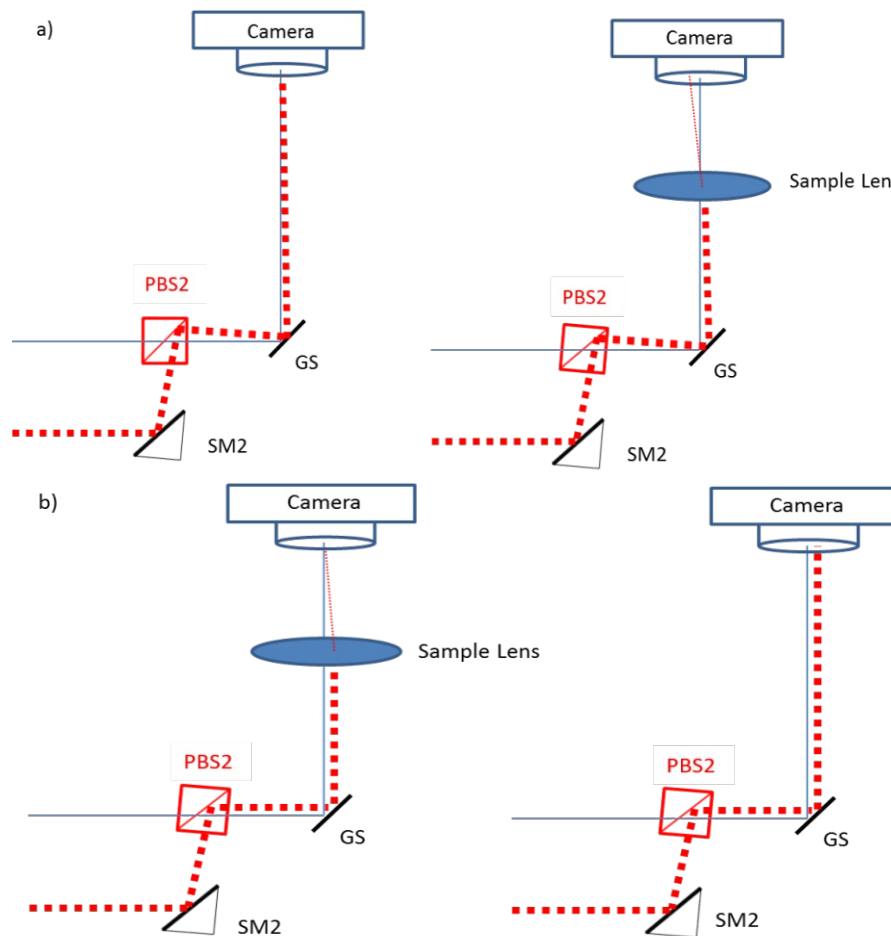 a)
Camera
Camera
Sample Len
PBS2
PBS2
GS
GS
SM2
SM2
b)
Camera
Camera
Sample Lens
PBS2
PBS2
GS
GS
SM2
SM2